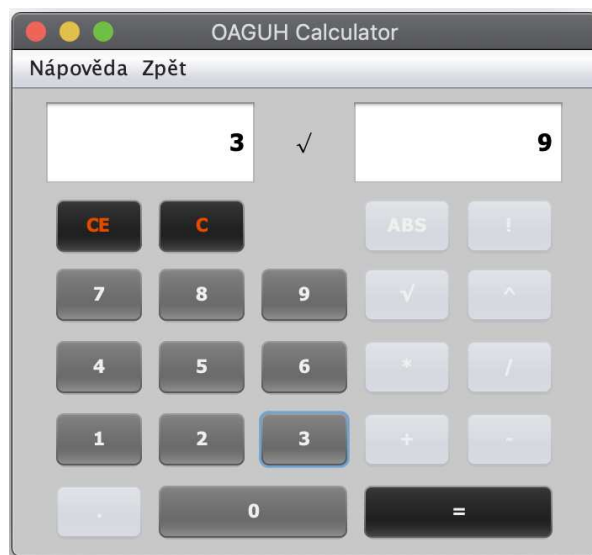 OAGUH Calculator
Nápověda Zpět
3 √ 9
CE C ABS !
7 8 9 √ ^
4 5 6 * /
1 2 3 + -
. 0 =